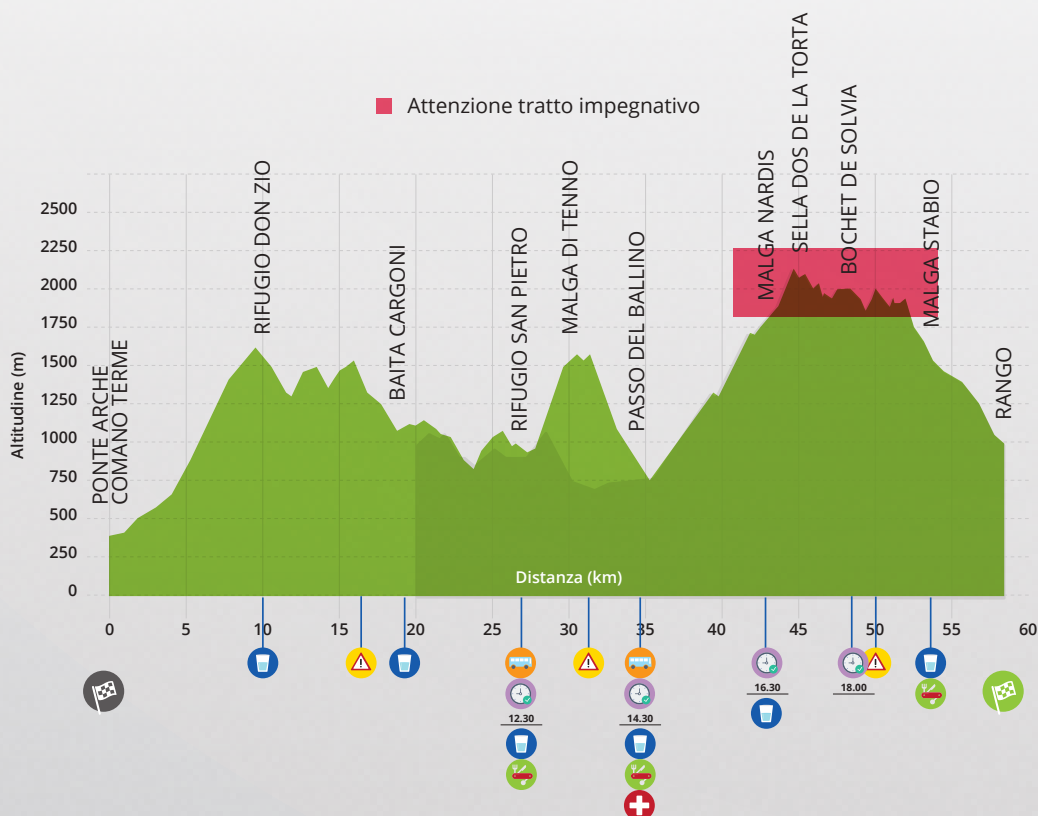 Attenzione tratto impegnativo
PONTE ARCHE
COMANO TERME
RIFUGIO DON ZIO
BAITA CARGONI
RIFUGIO SAN PIETRO
MALGA DI TENNO
PASSO DEL BALLINO
MALGA NARDIS
SELLA DOS DE LA TORTA
BOCHET DE SOLVIA
MALGA STABIO
RANGO
Altitudine (m)
2500
2250
2000
1750
1500
1250
1000
750
500
250
0
Distanza (km)
0 5 10 15 20 25 30 35 40 45 50 55 60
12.30
14.30
16.30
18.00